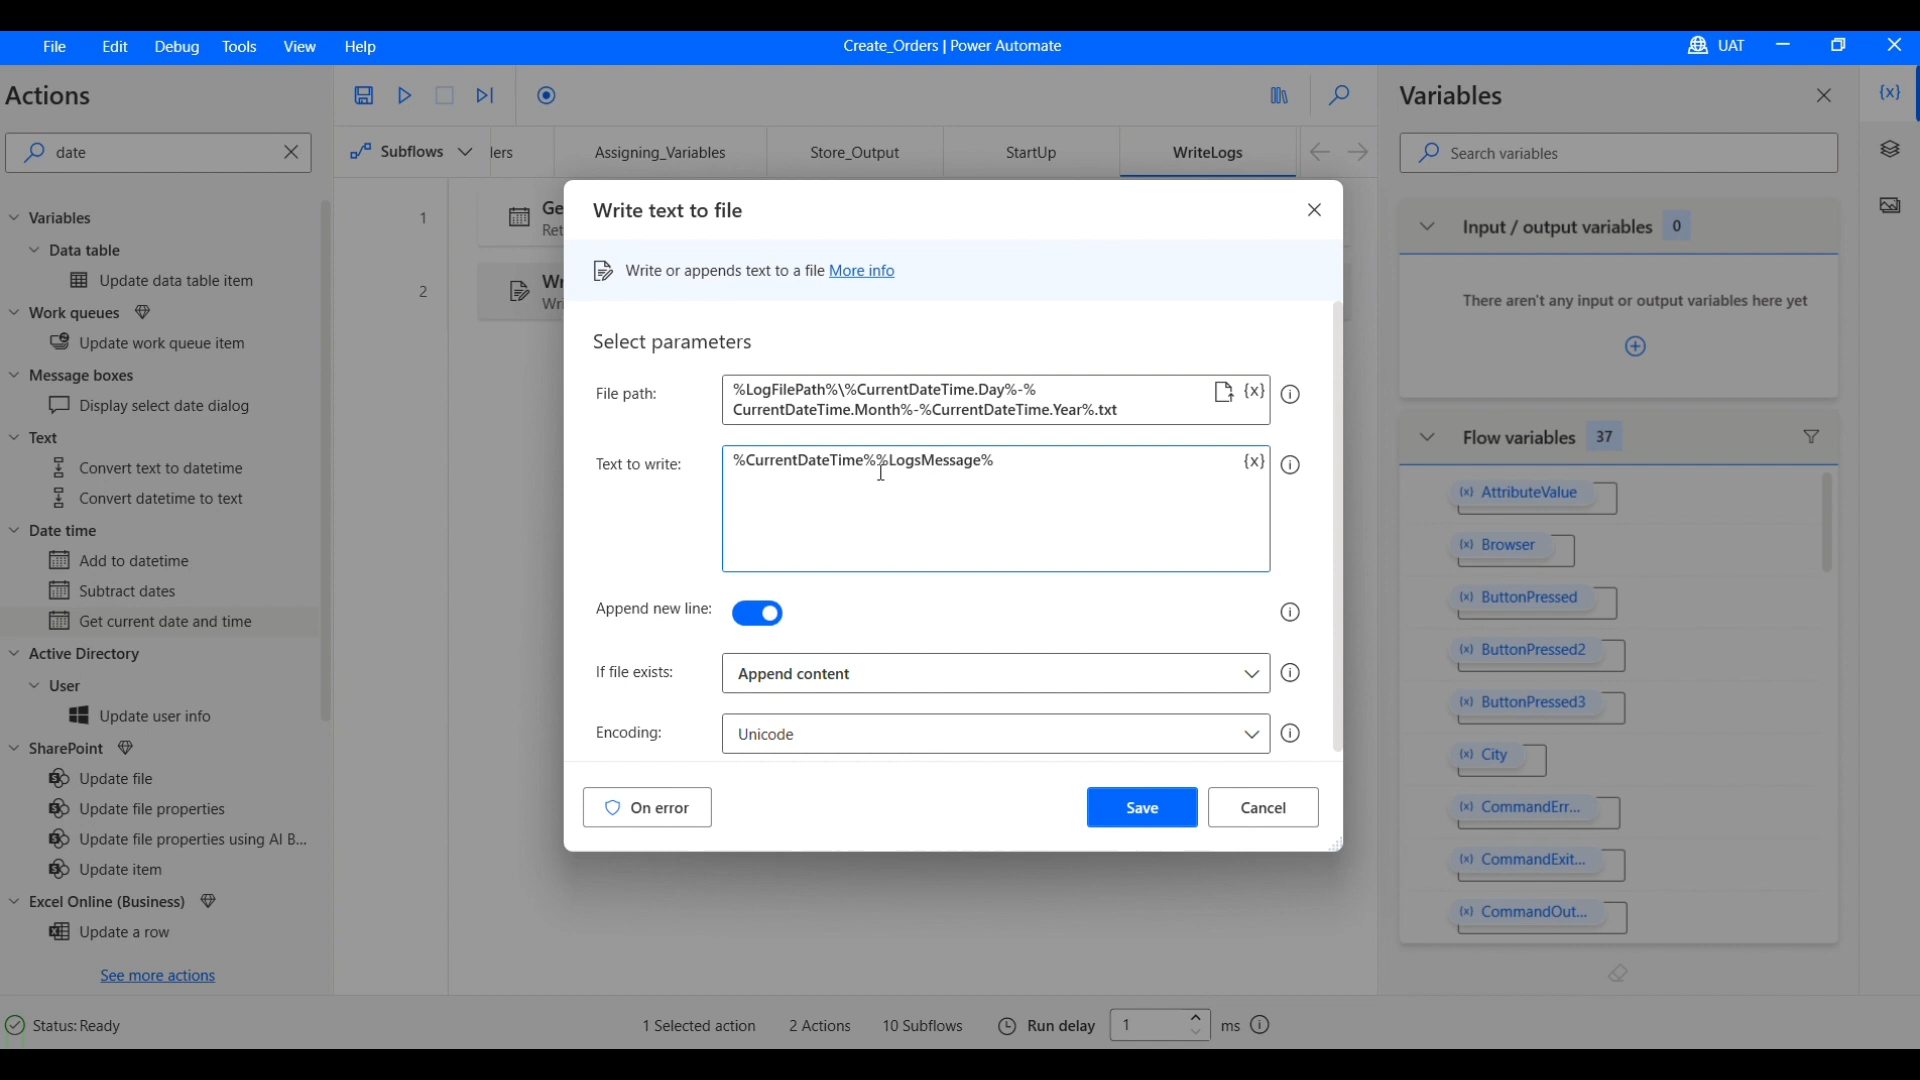 File Edit Debug Tools View Help
Create_Orders | Power Automate
UAT
Actions
date
Variables
Data table
Update data table item
Work queues
Update work queue item
Message boxes
Display select date dialog
Text
Convert text to datetime
Convert datetime to text
Date time
Add to datetime
Subtract dates
Get current date and time
Active Directory
User
Update user info
SharePoint
Update file
Update file properties
Update file properties using AI B...
Update item
Excel Online (Business)
Update a row
See more actions
Subflows
lers Assigning_Variables Store_Output StartUp WriteLogs
1
Ge
Ret
2
Wr
Wri
Write text to file
Write or appends text to a file More info
Select parameters
File path:
%LogFilePath%\%CurrentDateTime.Day%-%
CurrentDateTime.Month%-%CurrentDateTime.Year%.txt
{x}
Text to write:
%CurrentDateTime%%LogsMessage%
{x}
Append new line:
If file exists:
Append content
Encoding:
Unicode
On error
Save
Cancel
Variables
{x}
Search variables
Input / output variables 0
There aren't any input or output variables here yet
Flow variables 37
(x) AttributeValue
(x) Browser
(x) ButtonPressed
(x) ButtonPressed2
(x) ButtonPressed3
(x) City
(x) CommandErr...
(x) CommandExit...
(x) CommandOut...
Status: Ready
1 Selected action 2 Actions 10 Subflows Run delay 1 ms